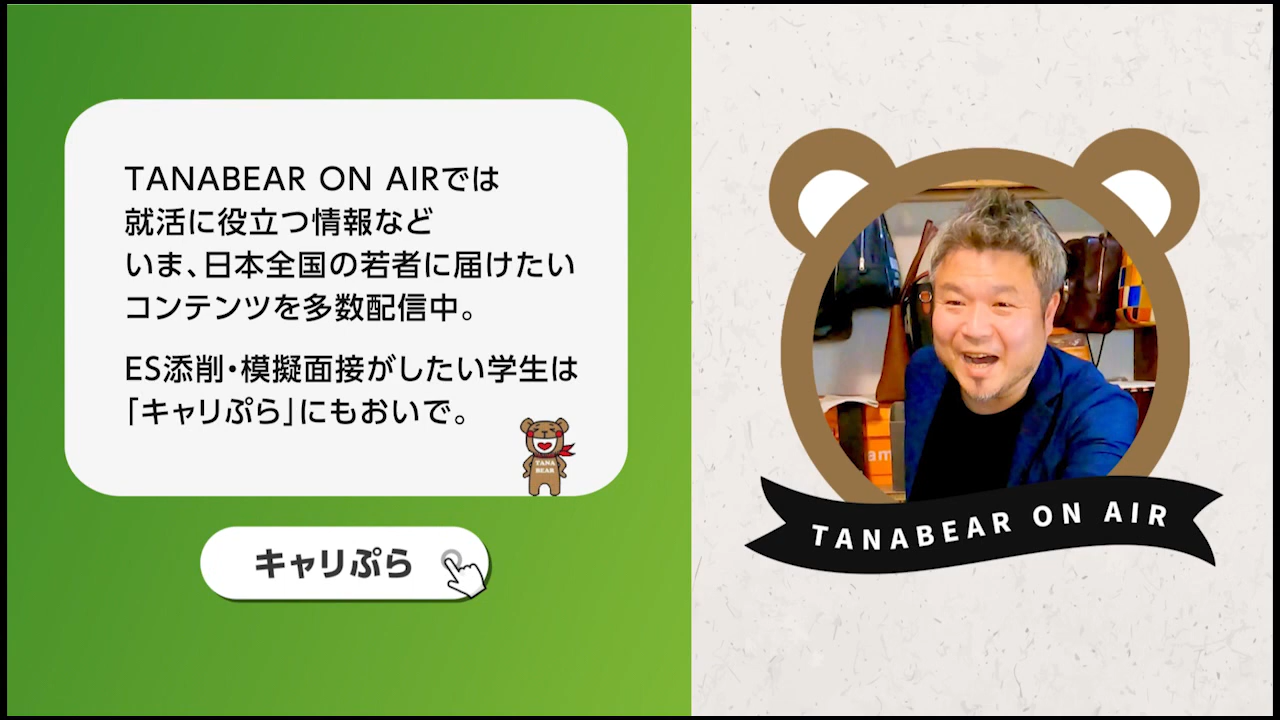 TANABEAR ON AIRでは
就活に役立つ情報など
いま、日本全国の若者に届けたい
コンテンツを多数配信中。
ES添削・模擬面接がしたい学生は
「キャリぷら」にもおいで。
TANA
BEAR
キャリぷら
am
TANABEAR ON AIR